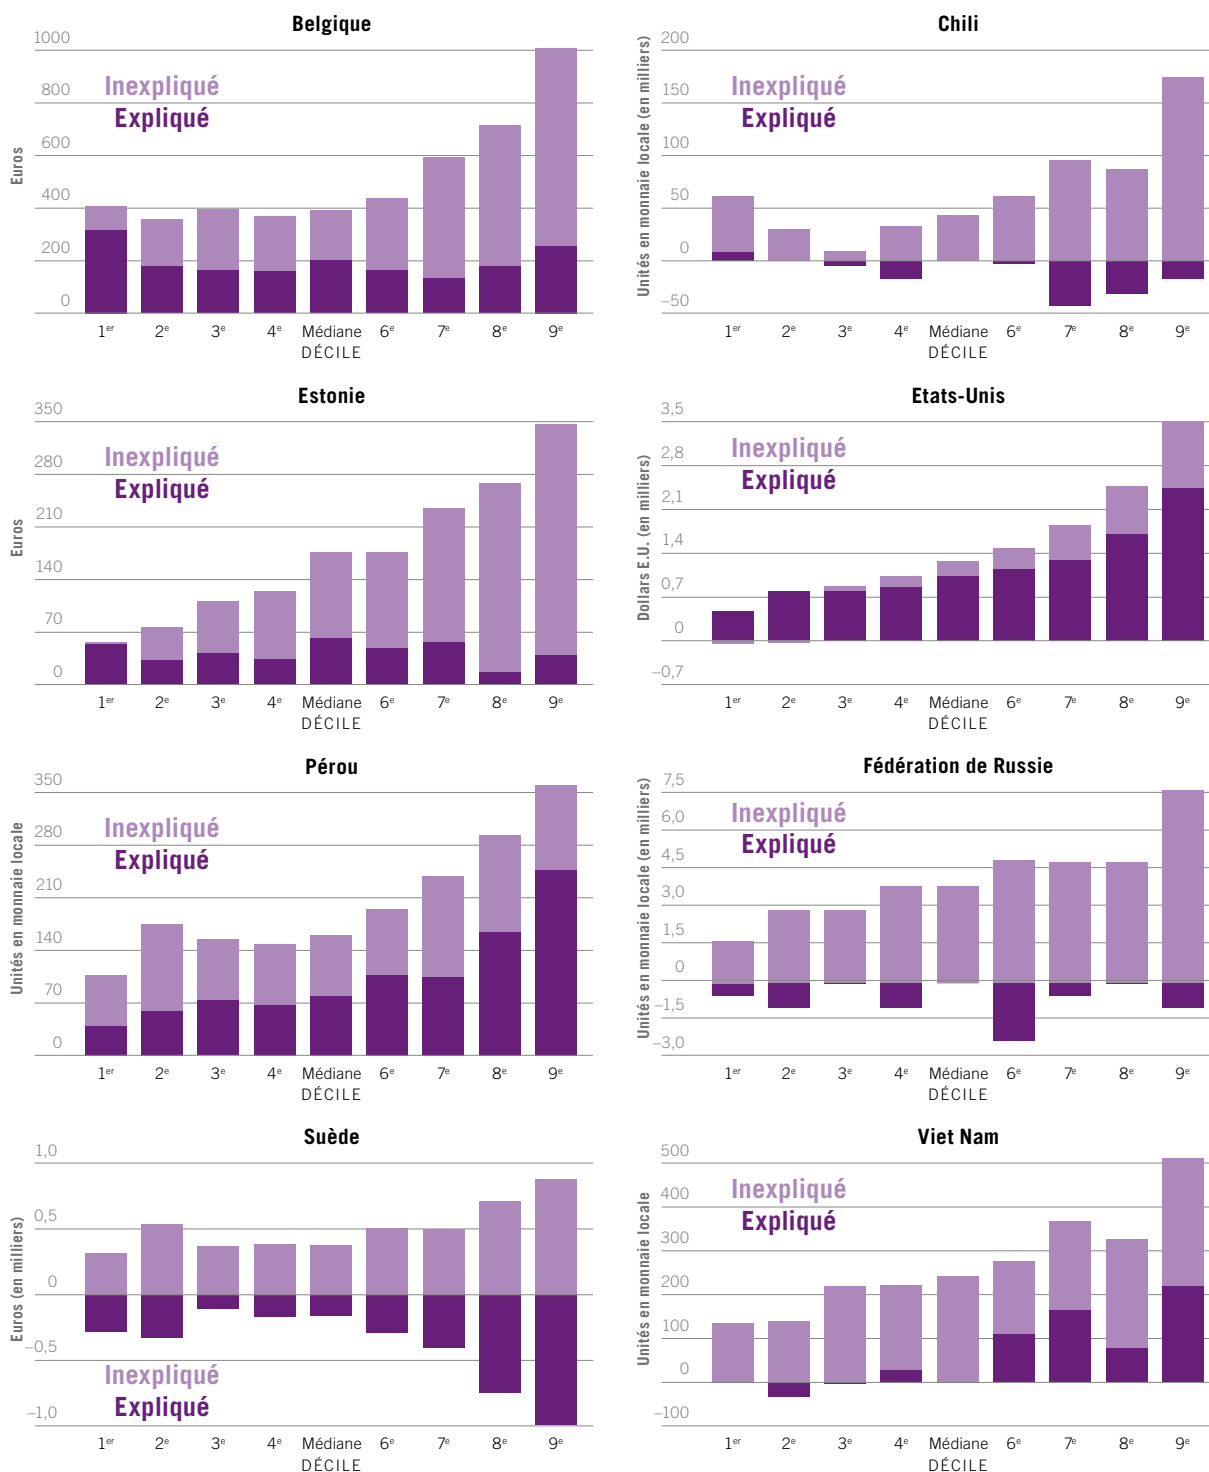 Belgique
1000
800
600
400
200
0
Euros
Inexpliqué
Expliqué
1er 2e 3e 4e Médiane 6e 7e 8e 9e
DÉCILE
Chili
200
150
100
50
0
−50
Unités en monnaie locale (en milliers)
Inexpliqué
Expliqué
1er 2e 3e 4e Médiane 6e 7e 8e 9e
DÉCILE
Estonie
350
280
210
140
70
0
Euros
Inexpliqué
Expliqué
1er 2e 3e 4e Médiane 6e 7e 8e 9e
DÉCILE
Etats-Unis
3,5
2,8
2,1
1,4
0,7
0
−0,7
Dollars E.U. (en milliers)
Inexpliqué
Expliqué
1er 2e 3e 4e Médiane 6e 7e 8e 9e
DÉCILE
Pérou
350
280
210
140
70
0
Unités en monnaie locale
Inexpliqué
Expliqué
1er 2e 3e 4e Médiane 6e 7e 8e 9e
DÉCILE
Fédération de Russie
7,5
6,0
4,5
3,0
1,5
0
−1,5
−3,0
Unités en monnaie locale (en milliers)
Inexpliqué
Expliqué
1er 2e 3e 4e Médiane 6e 7e 8e 9e
DÉCILE
Suède
1,0
0,5
0
−0,5
−1,0
Euros (en milliers)
Inexpliqué
Expliqué
1er 2e 3e 4e Médiane 6e 7e 8e 9e
DÉCILE
Viet Nam
500
400
300
200
100
0
−100
Unités en monnaie locale
Inexpliqué
Expliqué
1er 2e 3e 4e Médiane 6e 7e 8e 9e
DÉCILE